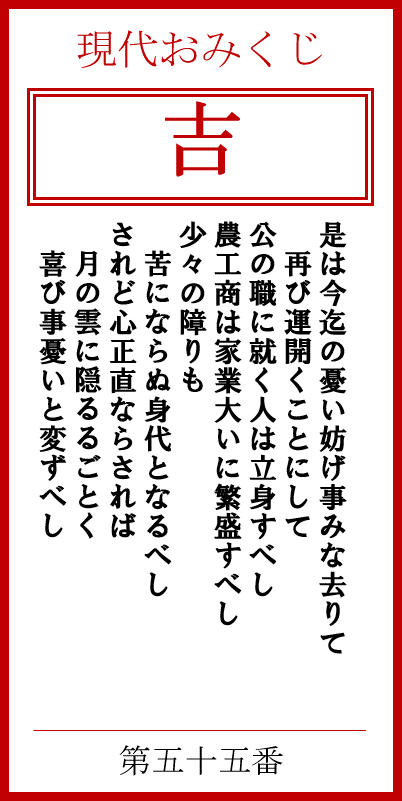 現代おみくじ
吉
是は今迄の憂い妨げ事みな去りて
再び運開くことにして
公の職に就く人は立身すべし
農工商は家業大いに繁盛すべし
少々の障りも
苦にならぬ身代となるべし
されど心正直ならされば
月の雲に隠るるごとく
喜び事憂いと変ずべし
第五十五番